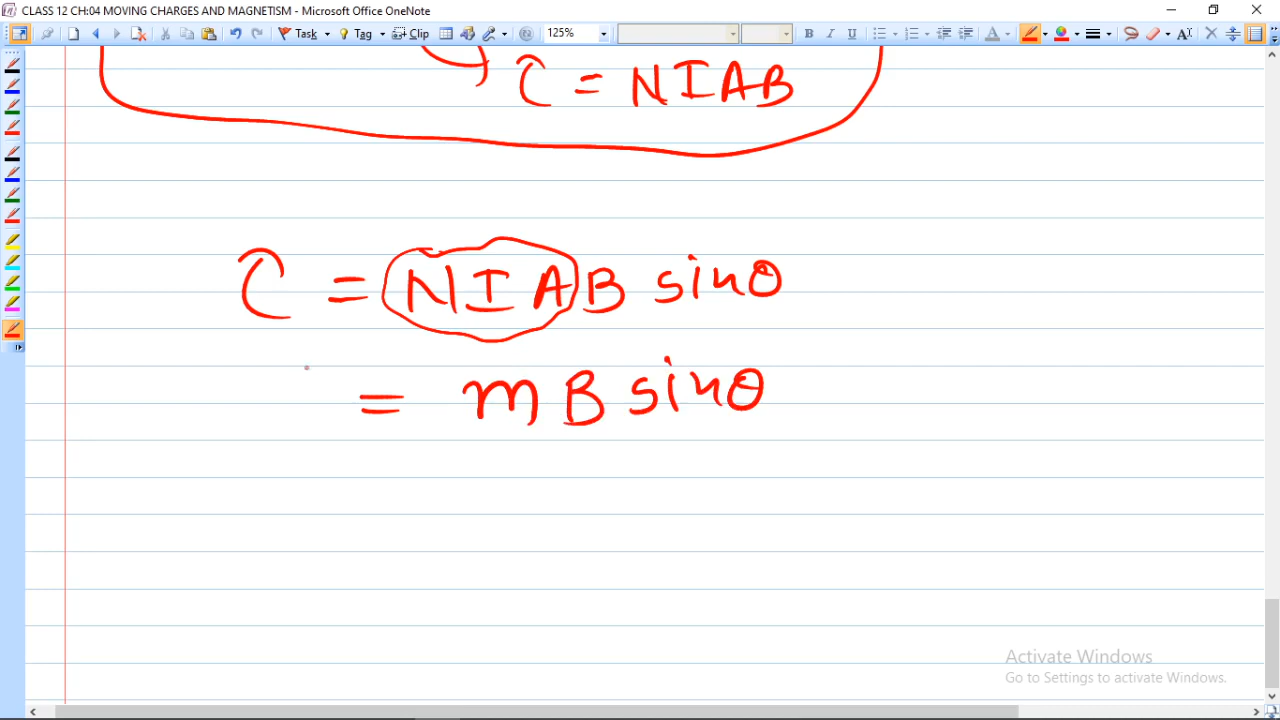 CLASS 12 CH:04 MOVING CHARGES AND MAGNETISM - Microsoft Office OneNote
Task Tag Clip 125% B I U
τ = NIAB
τ = NIAB sinθ
= m B sinθ
Activate Windows
Go to Settings to activate Windows.